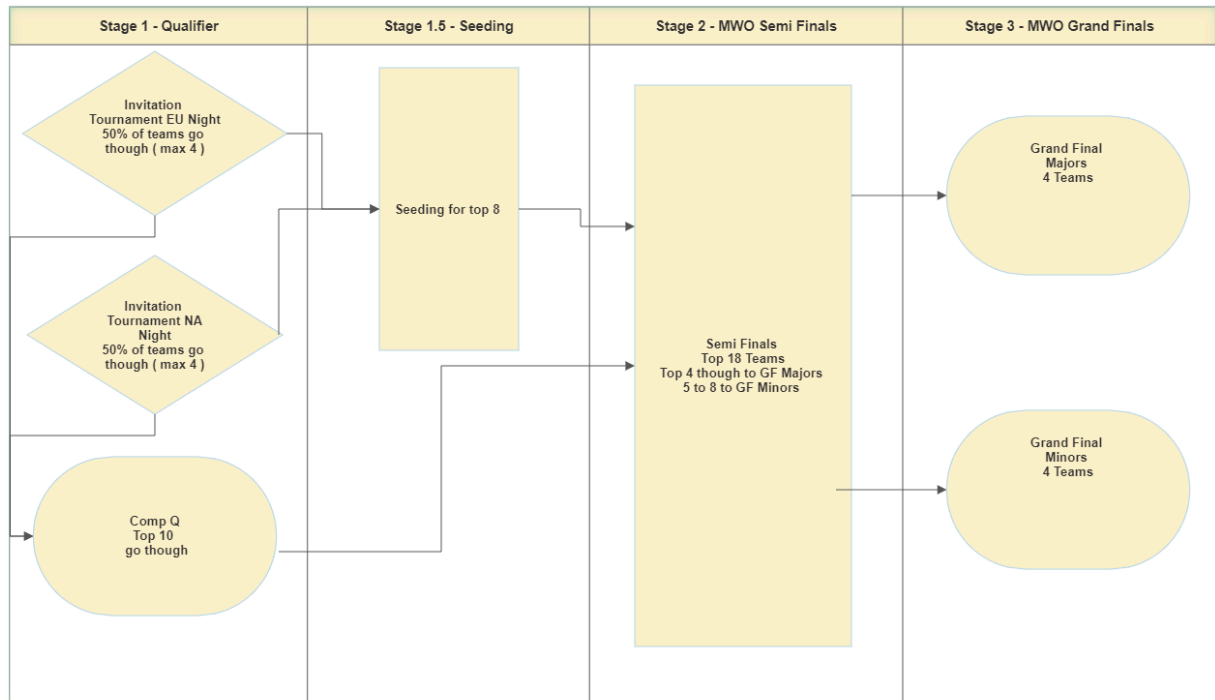 Stage 1 - Qualifier
Stage 1.5 - Seeding
Stage 2 - MWO Semi Finals
Stage 3 - MWO Grand Finals
Invitation
Tournament EU Night
50% of teams go
though ( max 4 )
Invitation
Tournament NA
Night
50% of teams go
though ( max 4 )
Comp Q
Top 10
go though
Seeding for top 8
Semi Finals
Top 18 Teams
Top 4 though to GF Majors
5 to 8 to GF Minors
Grand Final
Majors
4 Teams
Grand Final
Minors
4 Teams